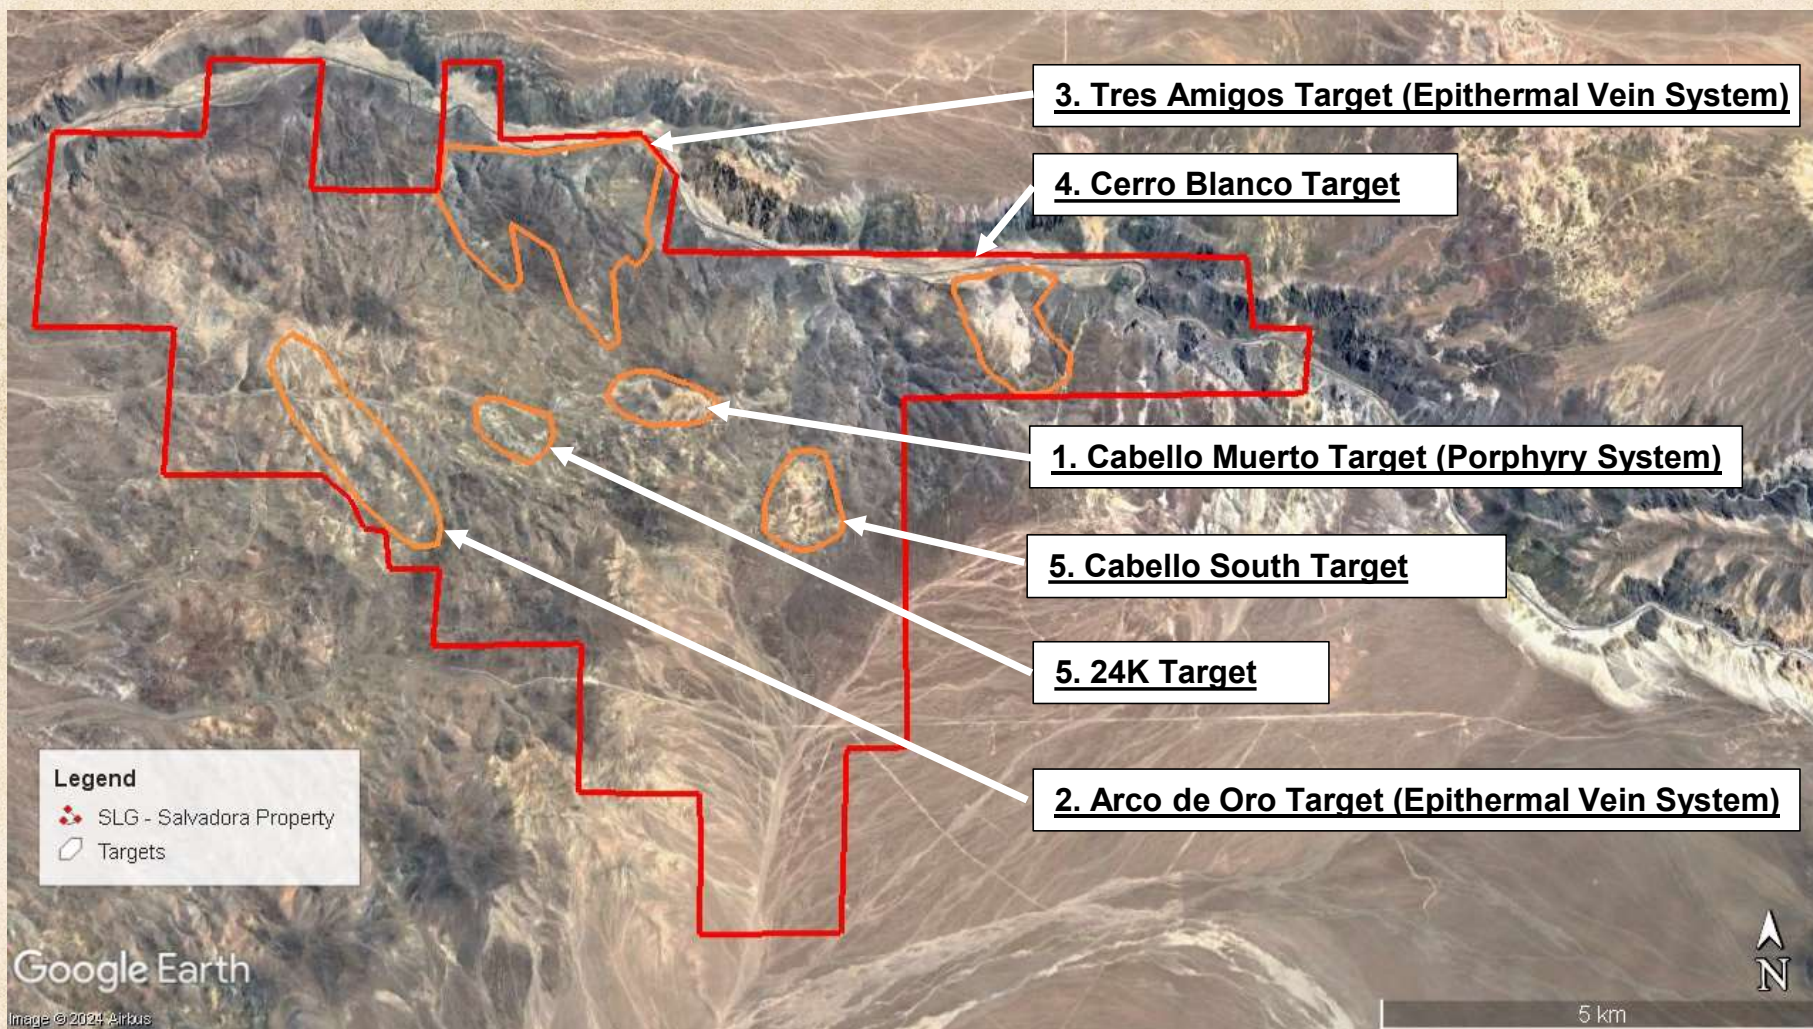 3. Tres Amigos Target (Epithermal Vein System)
4. Cerro Blanco Target
1. Cabello Muerto Target (Porphyry System)
5. Cabello South Target
5. 24K Target
2. Arco de Oro Target (Epithermal Vein System)
Legend
SLG - Salvadora Property
Targets
Google Earth
Image © 2024 Airbus
N
5 km